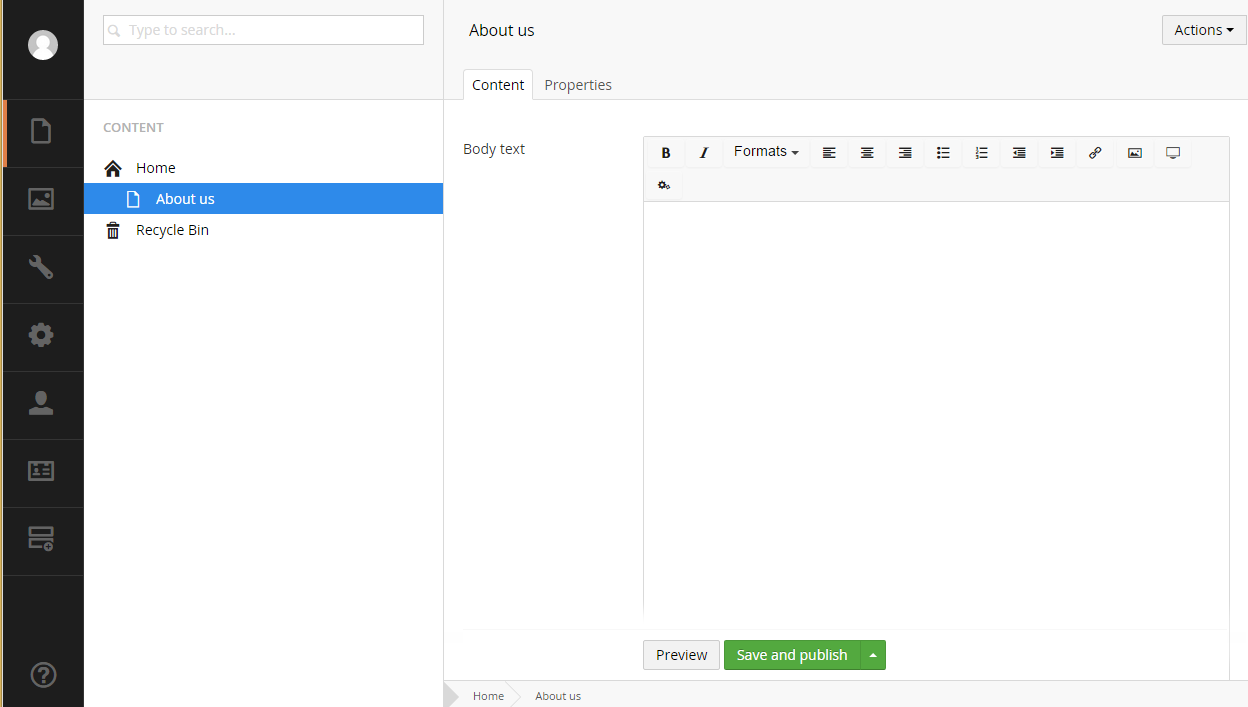 Type to search...
About us
Actions
Content Properties
CONTENT
Home
About us
Recycle Bin
Body text
B I Formats
Preview
Save and publish
Home About us